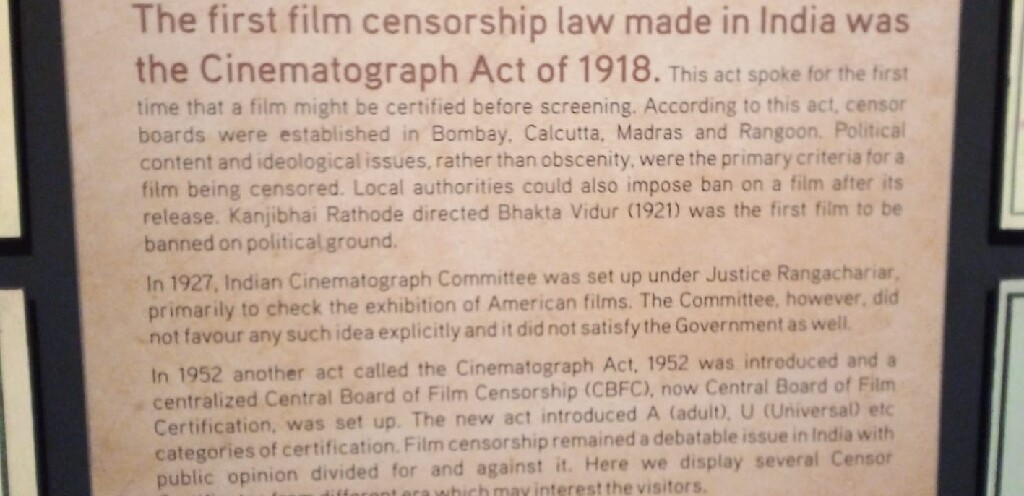 The first film censorship law made in India was
the Cinematograph Act of 1918. This act spoke for the first
time that a film might be certified before screening. According to this act, censor
boards were established in Bombay, Calcutta, Madras and Rangoon. Political
content and ideological issues, rather than obscenity, were the primary criteria for a
film being censored. Local authorities could also impose ban on a film after its
release. Kanjibhai Rathode directed Bhakta Vidur (1921) was the first film to be
banned on political ground.
In 1927, Indian Cinematograph Committee was set up under Justice Rangachariar,
primarily to check the exhibition of American films. The Committee, however, did
not favour any such idea explicitly and it did not satisfy the Government as well.
In 1952 another act called the Cinematograph Act, 1952 was introduced and a
centralized Central Board of Film Censorship (CBFC), now Central Board of Film
Certification, was set up. The new act introduced A (adult), U (Universal) etc
categories of certification. Film censorship remained a debatable issue in India with
public opinion divided for and against it. Here we display several Censor
from different era which may interest the visitors.